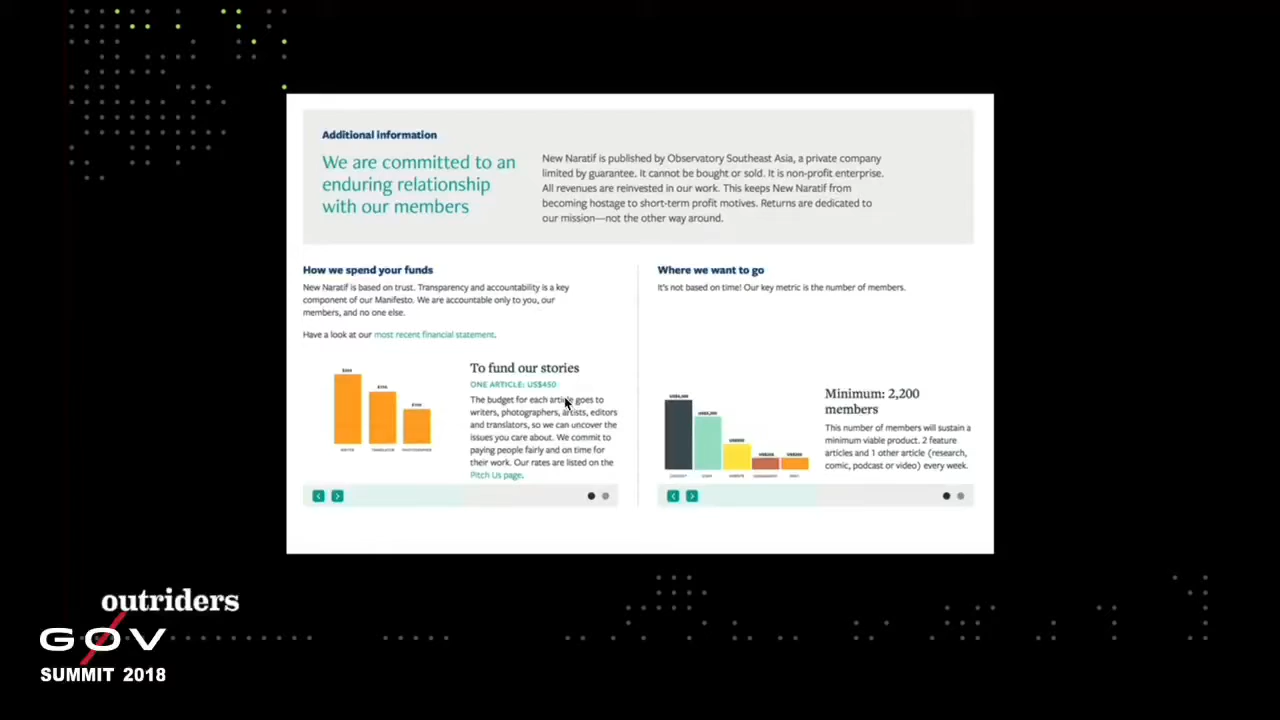 Additional information
We are committed to an
enduring relationship
with our members
New Naratif is published by Observatory Southeast Asia, a private company
limited by guarantee. It cannot be bought or sold. It is non-profit enterprise.
All revenues are reinvested in our work. This keeps New Naratif from
becoming hostage to short-term profit motives. Returns are dedicated to
our mission—not the other way around.
How we spend your funds
New Naratif is based on trust. Transparency and accountability is a key
component of our Manifesto. We are accountable only to you, our
members, and no one else.
Have a look at our most recent financial statement.
To fund our stories
ONE ARTICLE: US$450
The budget for each article goes to
writers, photographers, artists, editors
and translators, so we can uncover the
issues you care about. We commit to
paying people fairly and on time for
their work. Our rates are listed on the
Pitch Us page.
WRITER
TRANSLATOR
PHOTOGRAPHER
Where we want to go
It's not based on time! Our key metric is the number of members.
Minimum: 2,200
members
This number of members will sustain a
minimum viable product. 2 feature
articles and 1 other article (research,
comic, podcast or video) every week.
outriders
GOV
SUMMIT 2018